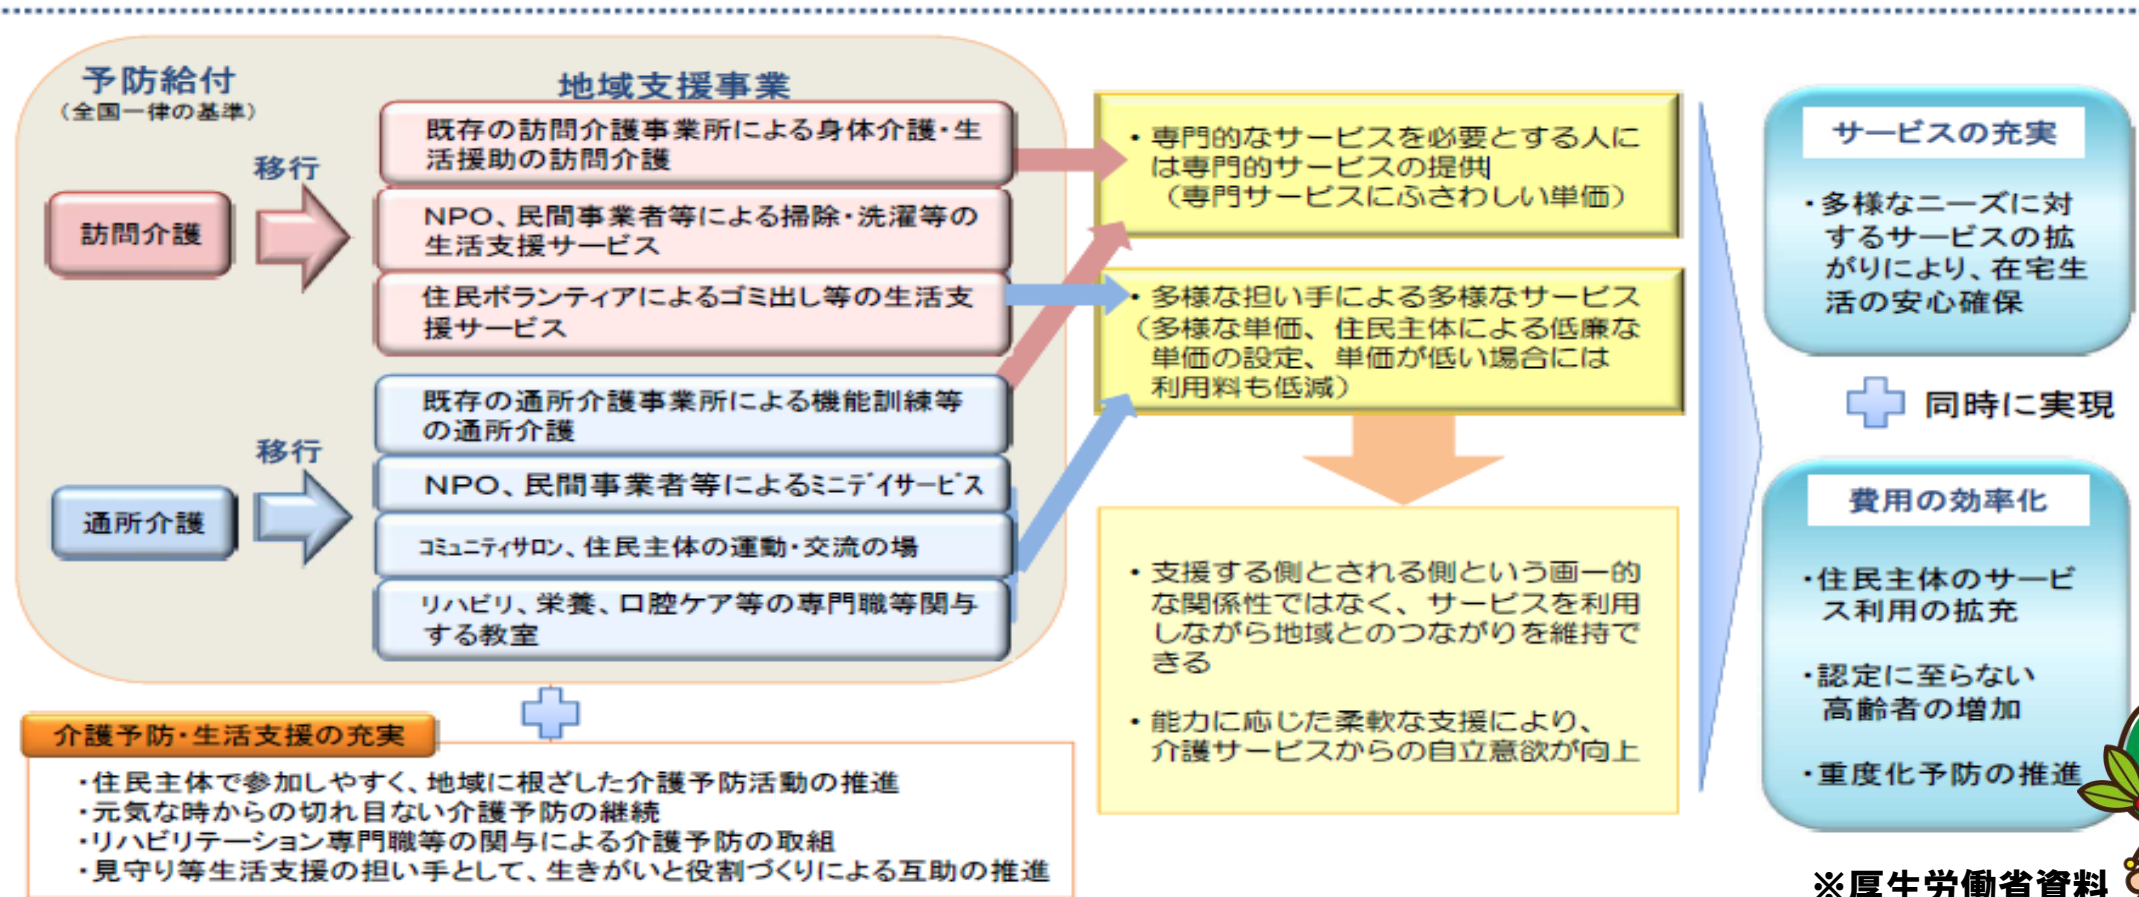 予防給付
（全国一律の基準）
地域支援事業
移行
訪問介護
既存の訪問介護事業所による身体介護・生
活援助の訪問介護
NPO、民間事業者等による掃除・洗濯等の
生活支援サービス
住民ボランティアによるゴミ出し等の生活支
援サービス
移行
通所介護
既存の通所介護事業所による機能訓練等
の通所介護
NPO、民間事業者等によるﾐﾆﾃﾞｲｻｰﾋﾞｽ
ｺﾐｭﾆﾃｨｻﾛﾝ、住民主体の運動・交流の場
リハビリ、栄養、口腔ケア等の専門職等関与
する教室
介護予防・生活支援の充実
・住民主体で参加しやすく、地域に根ざした介護予防活動の推進
・元気な時からの切れ目ない介護予防の継続
・リハビリテーション専門職等の関与による介護予防の取組
・見守り等生活支援の担い手として、生きがいと役割づくりによる互助の推進
・専門的なサービスを必要とする人に
は専門的サービスの提供
（専門サービスにふさわしい単価）
・多様な担い手による多様なサービス
（多様な単価、住民主体による低廉な
単価の設定、単価が低い場合には
利用料も低減）
・支援する側とされる側という画一的
な関係性ではなく、サービスを利用
しながら地域とのつながりを維持で
きる
・能力に応じた柔軟な支援により、
介護サービスからの自立意欲が向上
サービスの充実
・多様なニーズに対
するサービスの拡
がりにより、在宅生
活の安心確保
同時に実現
費用の効率化
・住民主体のサービ
ス利用の拡充
・認定に至らない
高齢者の増加
・重度化予防の推進
※厚生労働省資料